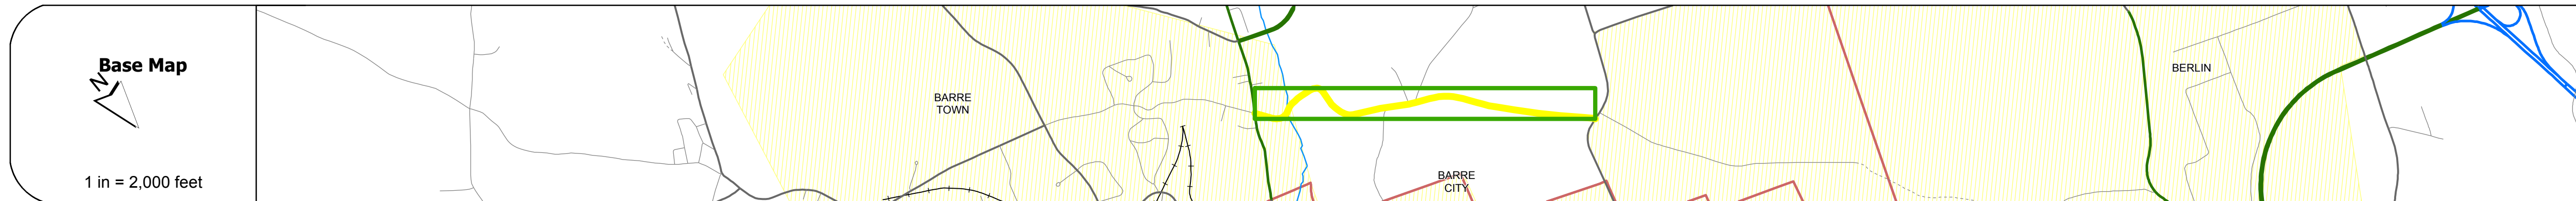 Base Map
N
1 in = 2,000 feet
BARRE
TOWN
BARRE
CITY
BERLIN